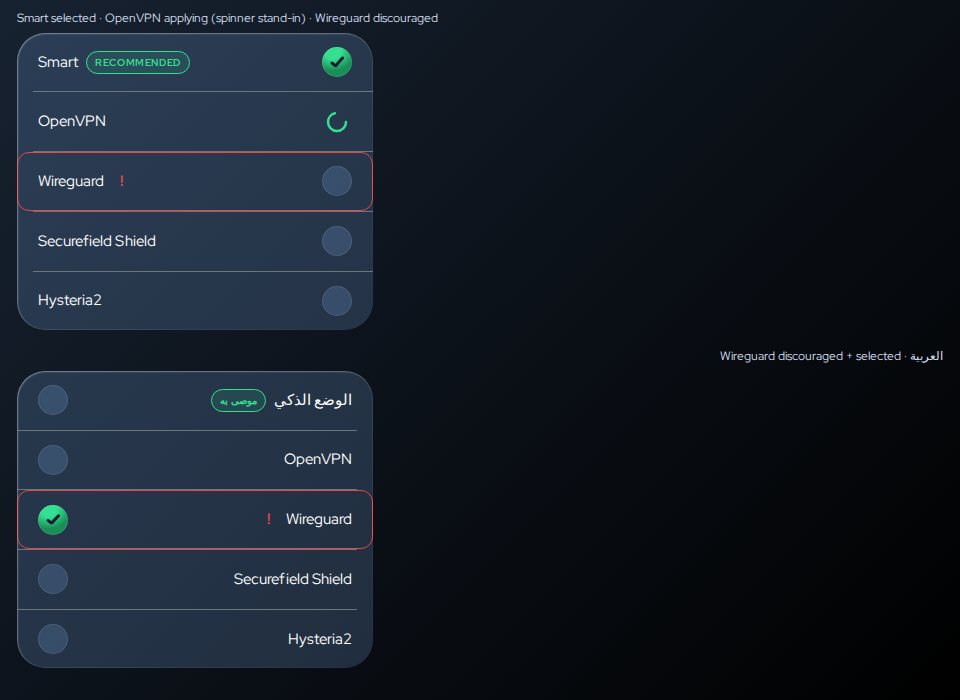 Smart selected · OpenVPN applying (spinner stand-in) · Wireguard discouraged
Smart RECOMMENDED
OpenVPN
Wireguard !
Securefield Shield
Hysteria2
العربية · Wireguard discouraged + selected
الوضع الذكي موصى به
OpenVPN
Wireguard !
Securefield Shield
Hysteria2